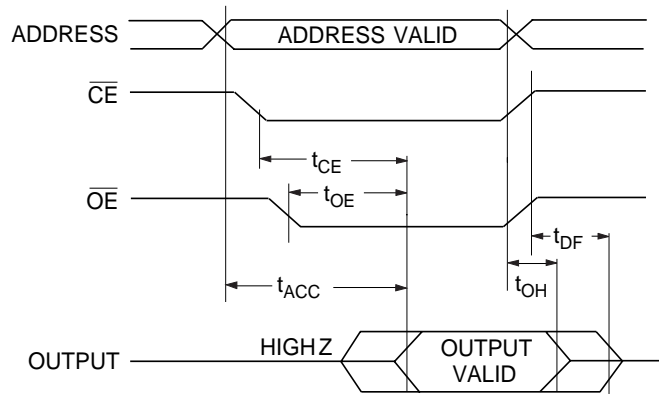 ADDRESS
ADDRESS VALID
CE
tCE
tOE
OE
tDF
tACC
tOH
HIGH Z
OUTPUT
OUTPUT
VALID